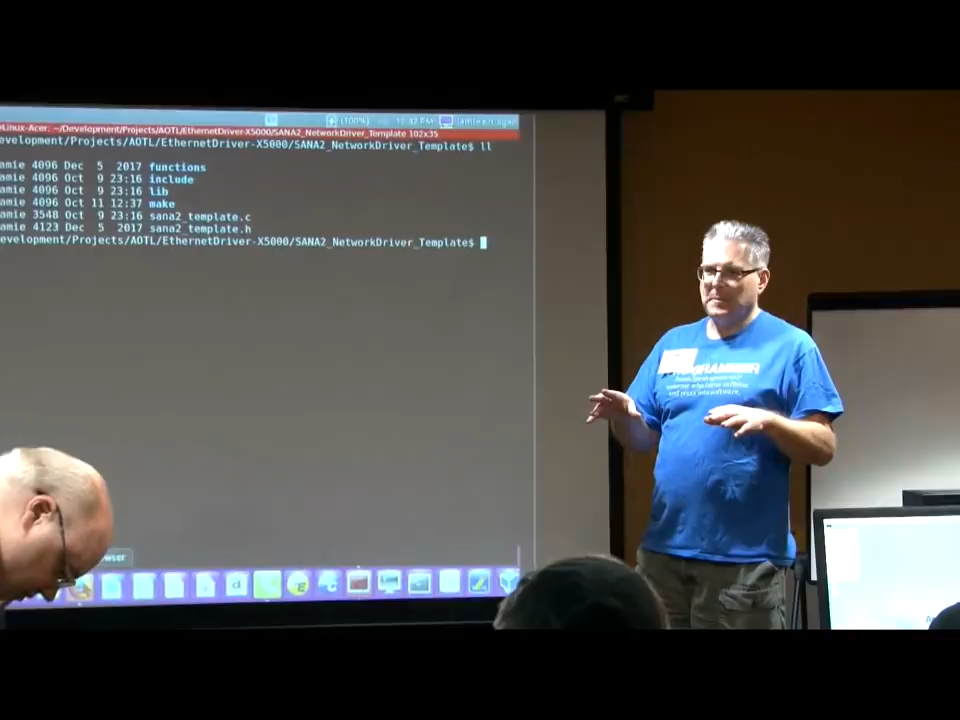 Linux-Acer: ~/Development/Projects/AOTL/EthernetDriver-X5000/SANA2_NetworkDriver_Template 102x35
evelopment/Projects/AOTL/EthernetDriver-X5000/SANA2_NetworkDriver_Template$ ll
amie 4096 Dec 5 2017 functions
amie 4096 Oct 9 23:16 include
amie 4096 Oct 9 23:16 lib
amie 4096 Oct 11 12:37 make
amie 3548 Oct 9 23:16 sana2_template.c
amie 4123 Dec 5 2017 sana2_template.h
evelopment/Projects/AOTL/EthernetDriver-X5000/SANA2_NetworkDriver_Template$
(100%)
PROGRAMMER